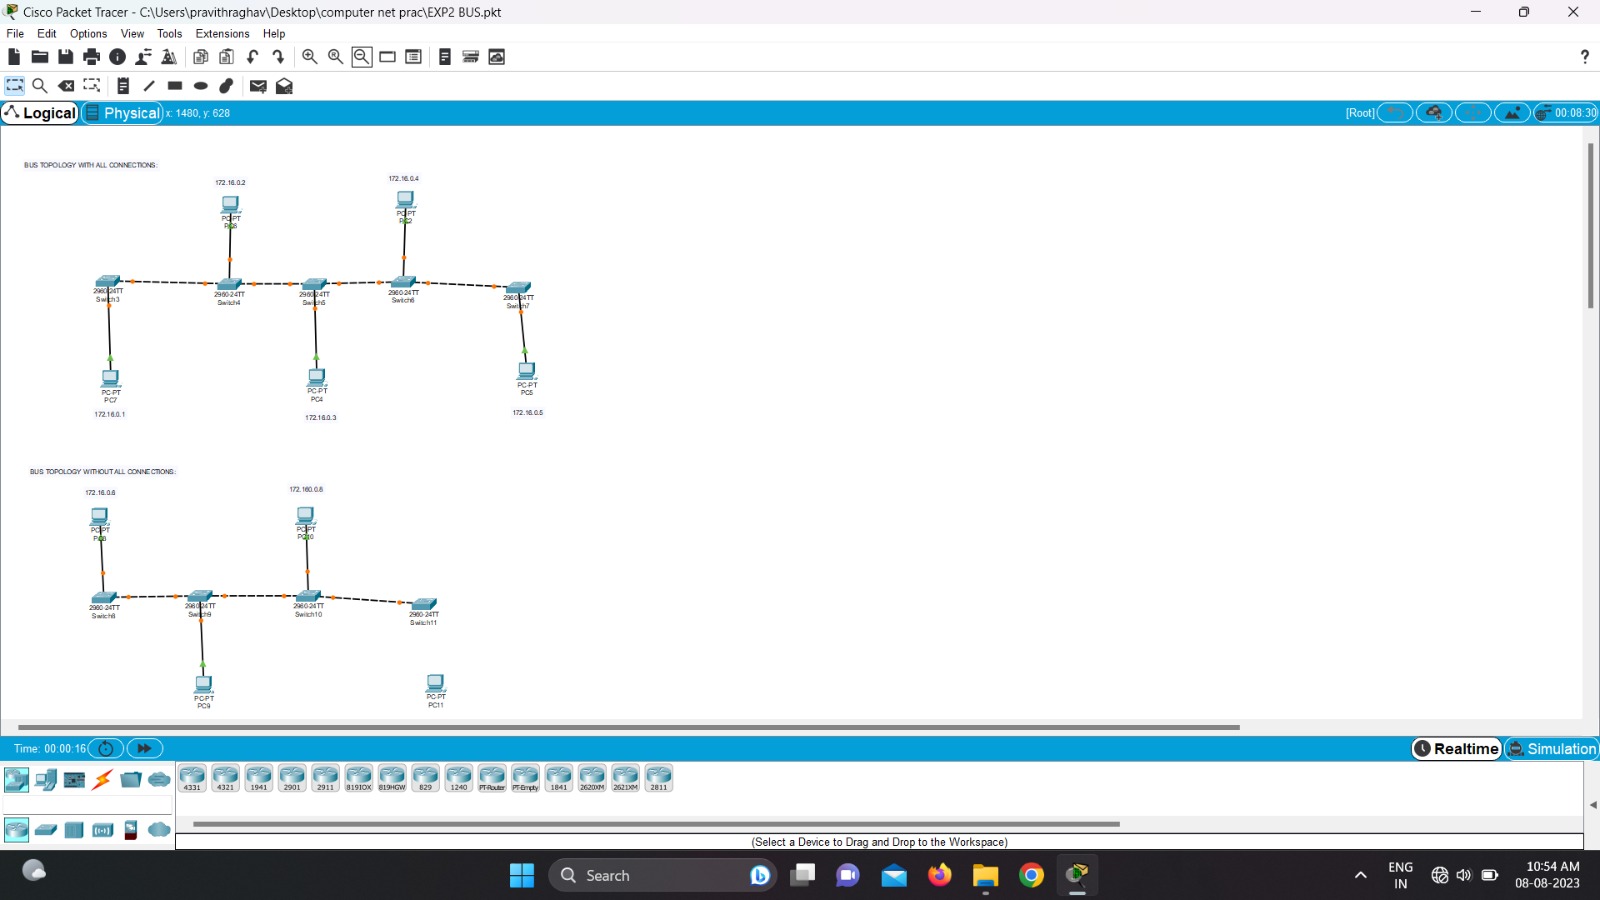 Cisco Packet Tracer - C:\Users\pravithraghav\Desktop\computer net prac\EXP2 BUS.pkt
File Edit Options View Tools Extensions Help
?
Logical Physical x: 1480, y: 628 [Root] 00:08:30
BUS TOPOLOGY WITH ALL CONNECTIONS:
172.16.0.2 172.16.0.4
PC-PT PC-PT
PC2
2960-24TT 2960-24TT 2960-24TT 2960-24TT 2960-24TT
Switch3 Switch4 Switch5 Switch6 Switch7
PC-PT PC-PT PC-PT
PC7 PC4 PC5
172.16.0.1 172.16.0.3 172.16.0.5
BUS TOPOLOGY WITHOUT ALL CONNECTIONS:
172.16.0.6 172.160.0.8
PC-PT PC-PT
PC10
2960-24TT 2960-24TT 2960-24TT 2960-24TT
Switch8 Switch9 Switch10 Switch11
PC-PT PC-PT
PC9 PC11
Time: 00:00:16 Realtime Simulation
4331 4321 1941 2901 2911 819IOX 819HGW 829 1240 PT-Router PT-Empty 1841 2620XM 2621XM 2811
(Select a Device to Drag and Drop to the Workspace)
Search
ENG
IN
10:54 AM
08-08-2023